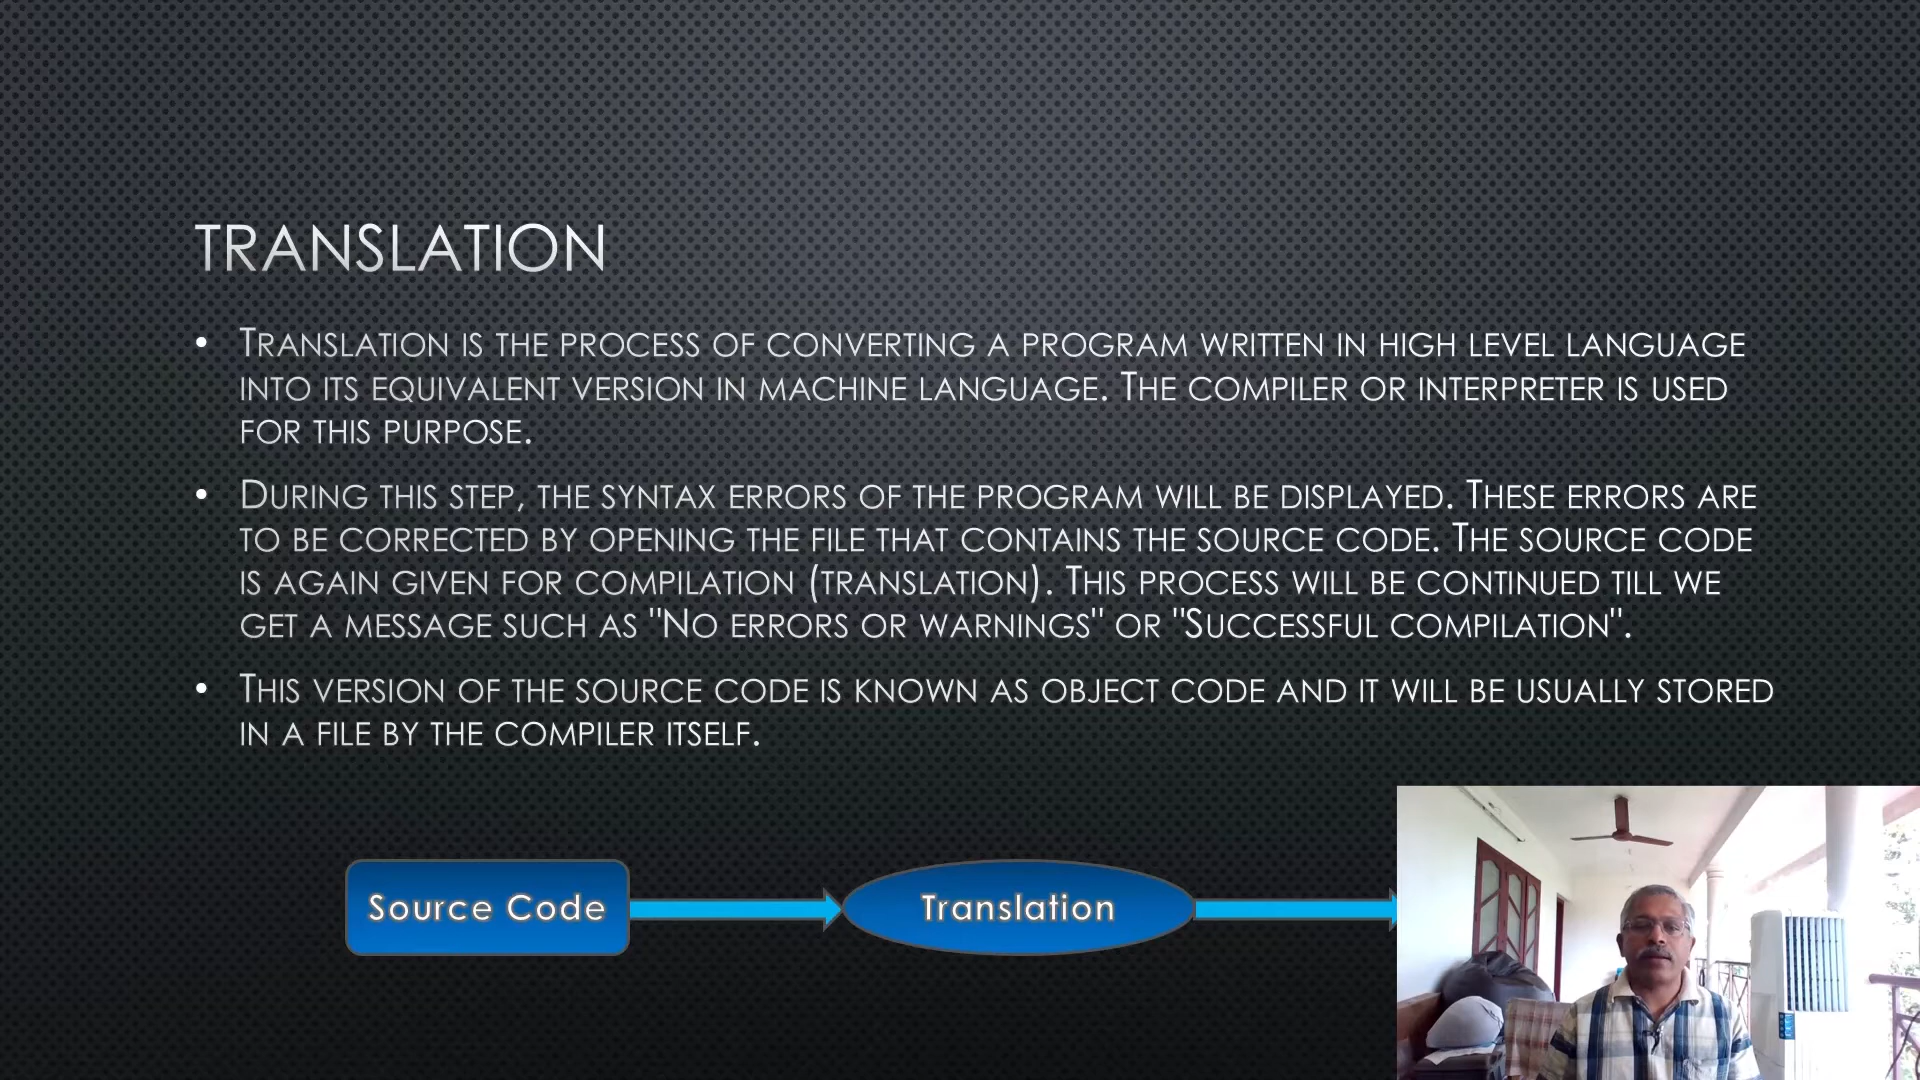 TRANSLATION
• TRANSLATION IS THE PROCESS OF CONVERTING A PROGRAM WRITTEN IN HIGH LEVEL LANGUAGE
INTO ITS EQUIVALENT VERSION IN MACHINE LANGUAGE. THE COMPILER OR INTERPRETER IS USED
FOR THIS PURPOSE.
• DURING THIS STEP, THE SYNTAX ERRORS OF THE PROGRAM WILL BE DISPLAYED. THESE ERRORS ARE
TO BE CORRECTED BY OPENING THE FILE THAT CONTAINS THE SOURCE CODE. THE SOURCE CODE
IS AGAIN GIVEN FOR COMPILATION (TRANSLATION). THIS PROCESS WILL BE CONTINUED TILL WE
GET A MESSAGE SUCH AS "NO ERRORS OR WARNINGS" OR "SUCCESSFUL COMPILATION".
• THIS VERSION OF THE SOURCE CODE IS KNOWN AS OBJECT CODE AND IT WILL BE USUALLY STORED
IN A FILE BY THE COMPILER ITSELF.
Source Code
Translation